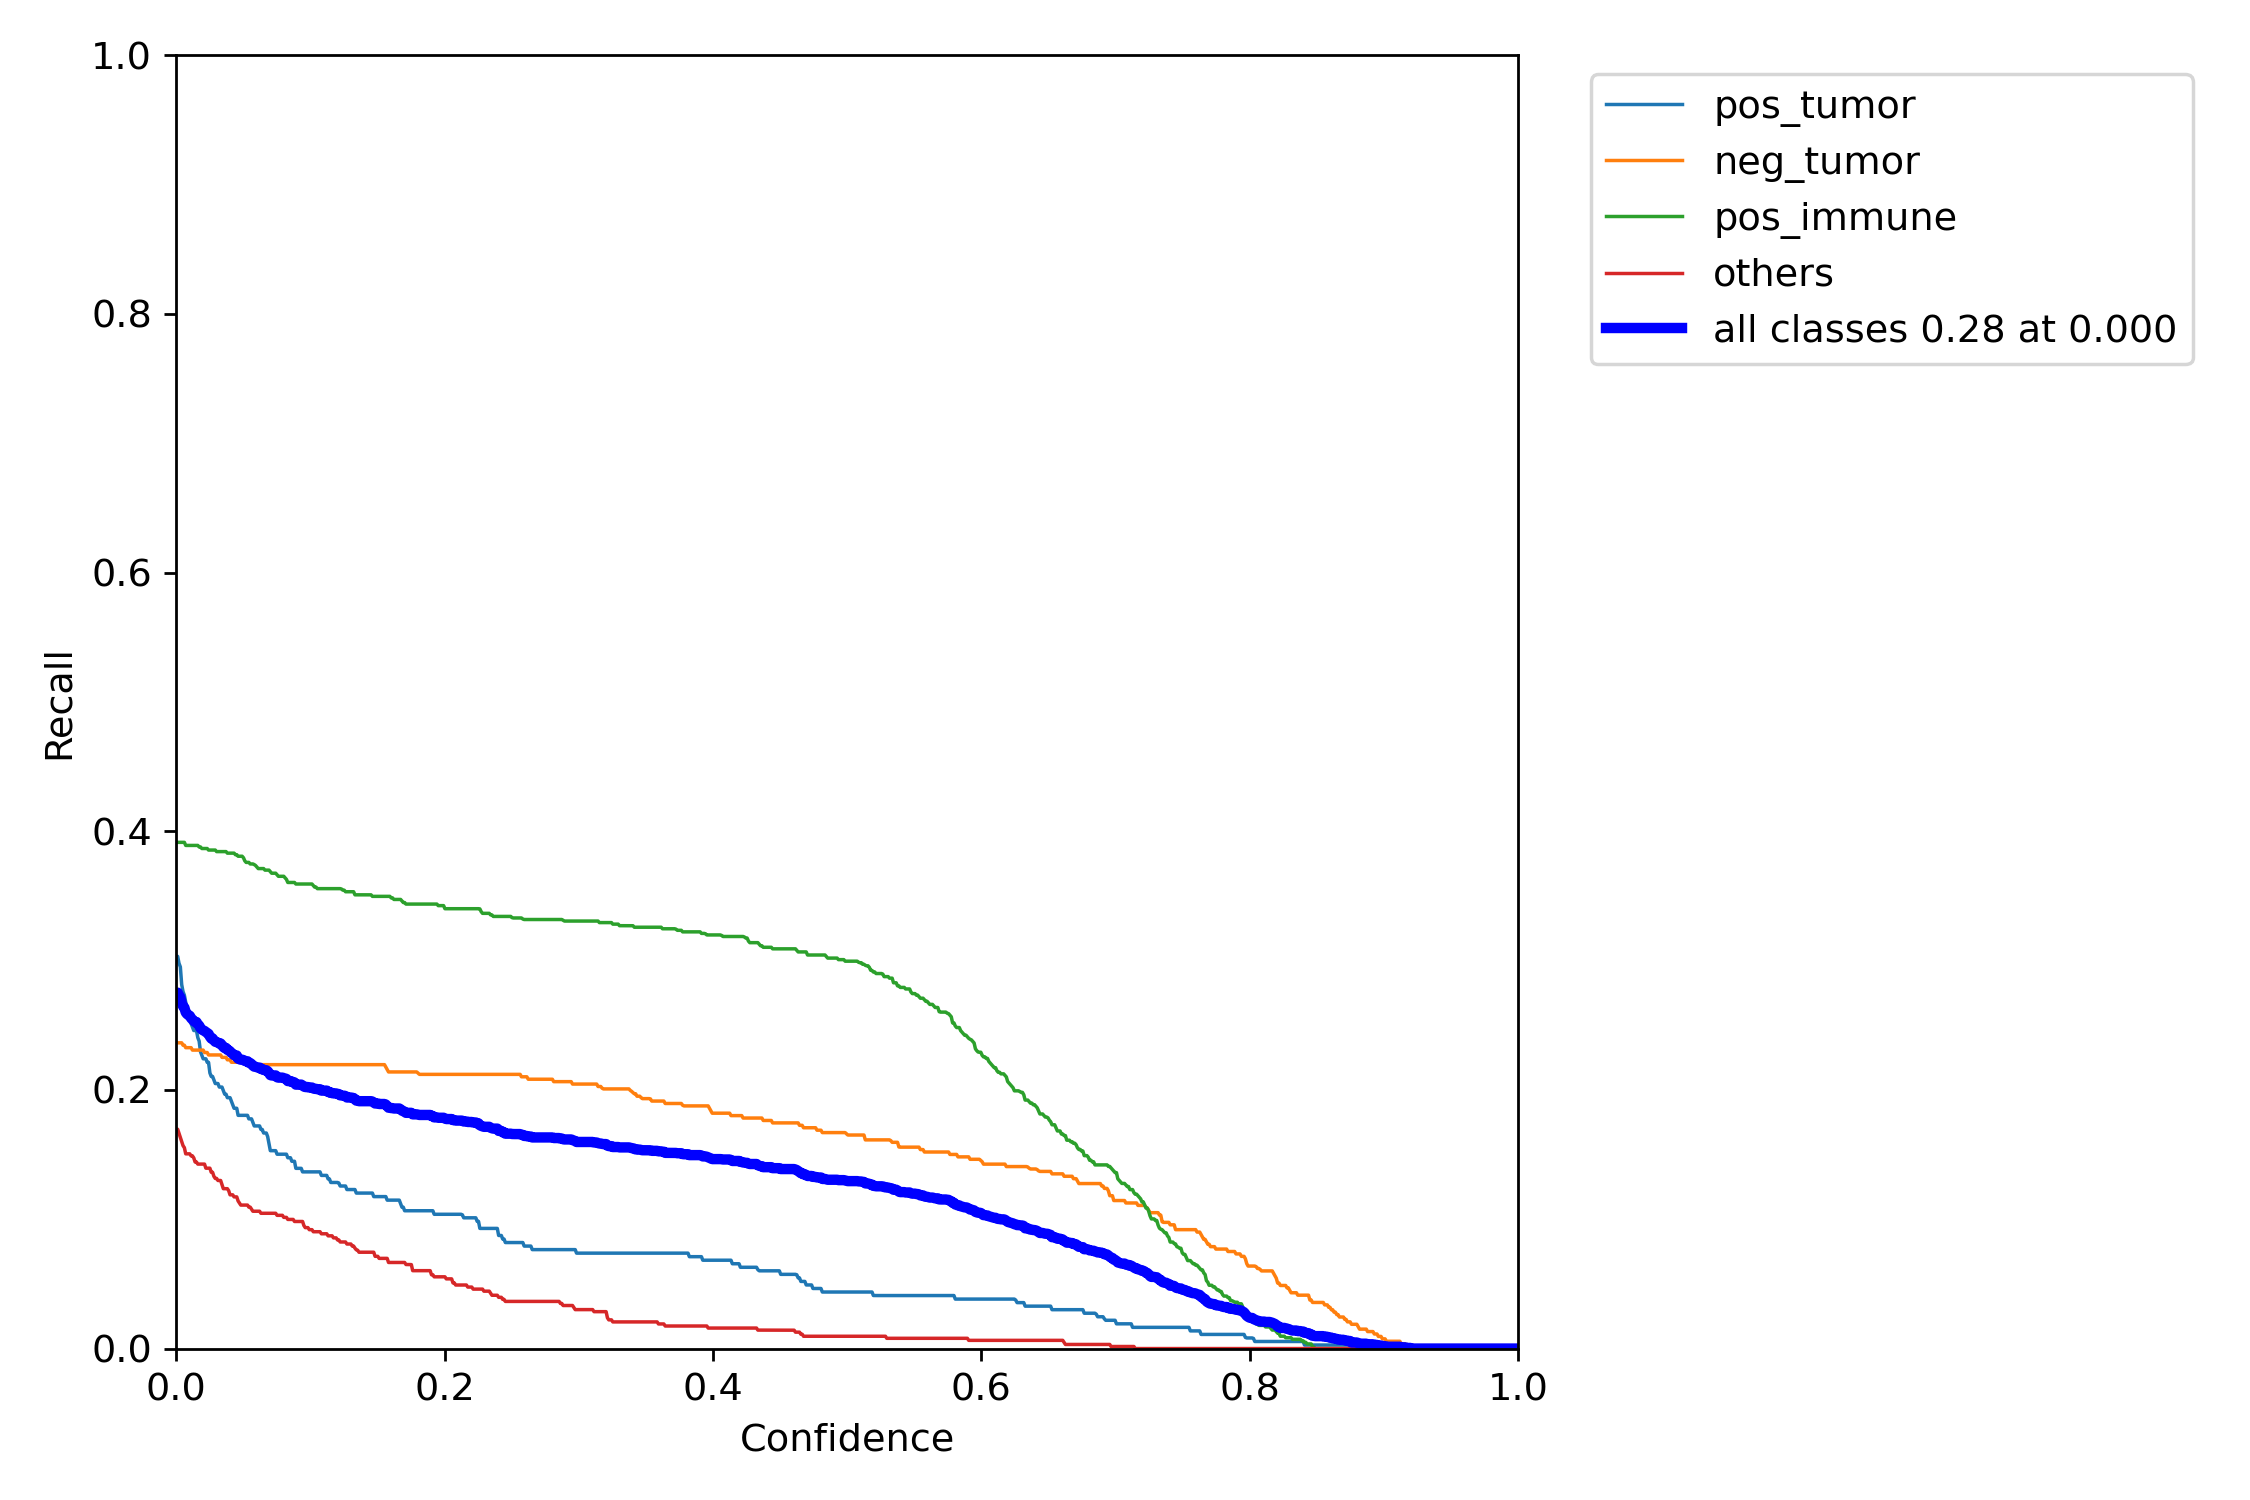 1.0
0.8
0.6
0.4
0.2
0.0
Recall
0.0 0.2 0.4 0.6 0.8 1.0
Confidence
pos_tumor
neg_tumor
pos_immune
others
all classes 0.28 at 0.000